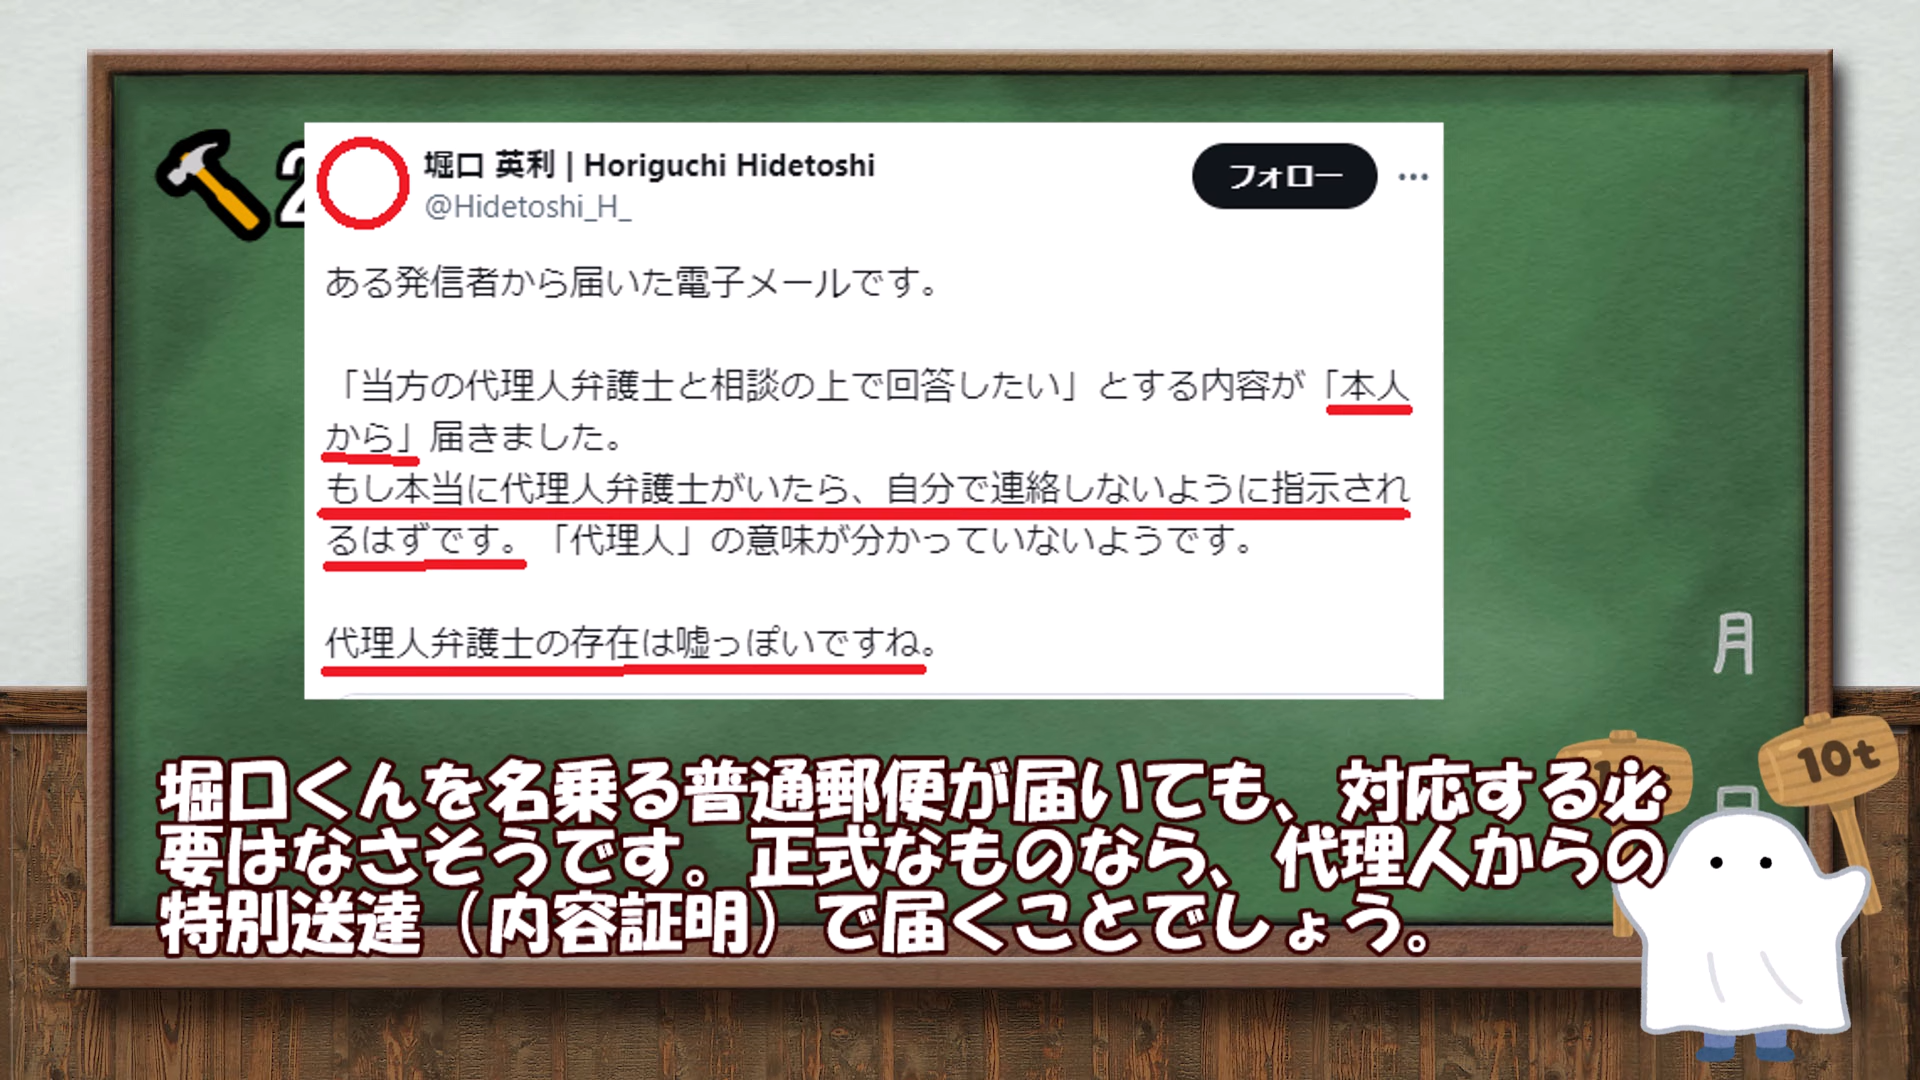 2
堀口 英利 | Horiguchi Hidetoshi
@Hidetoshi_H_
フォロー
ある発信者から届いた電子メールです。
「当方の代理人弁護士と相談の上で回答したい」とする内容が「本人
から」届きました。
もし本当に代理人弁護士がいたら、自分で連絡しないように指示され
るはずです。「代理人」の意味が分かっていないようです。
代理人弁護士の存在は嘘っぽいですね。
月
10t
堀口くんを名乗る普通郵便が届いても、対応する必
要はなさそうです。正式なものなら、代理人からの
特別送達（内容証明）で届くことでしょう。